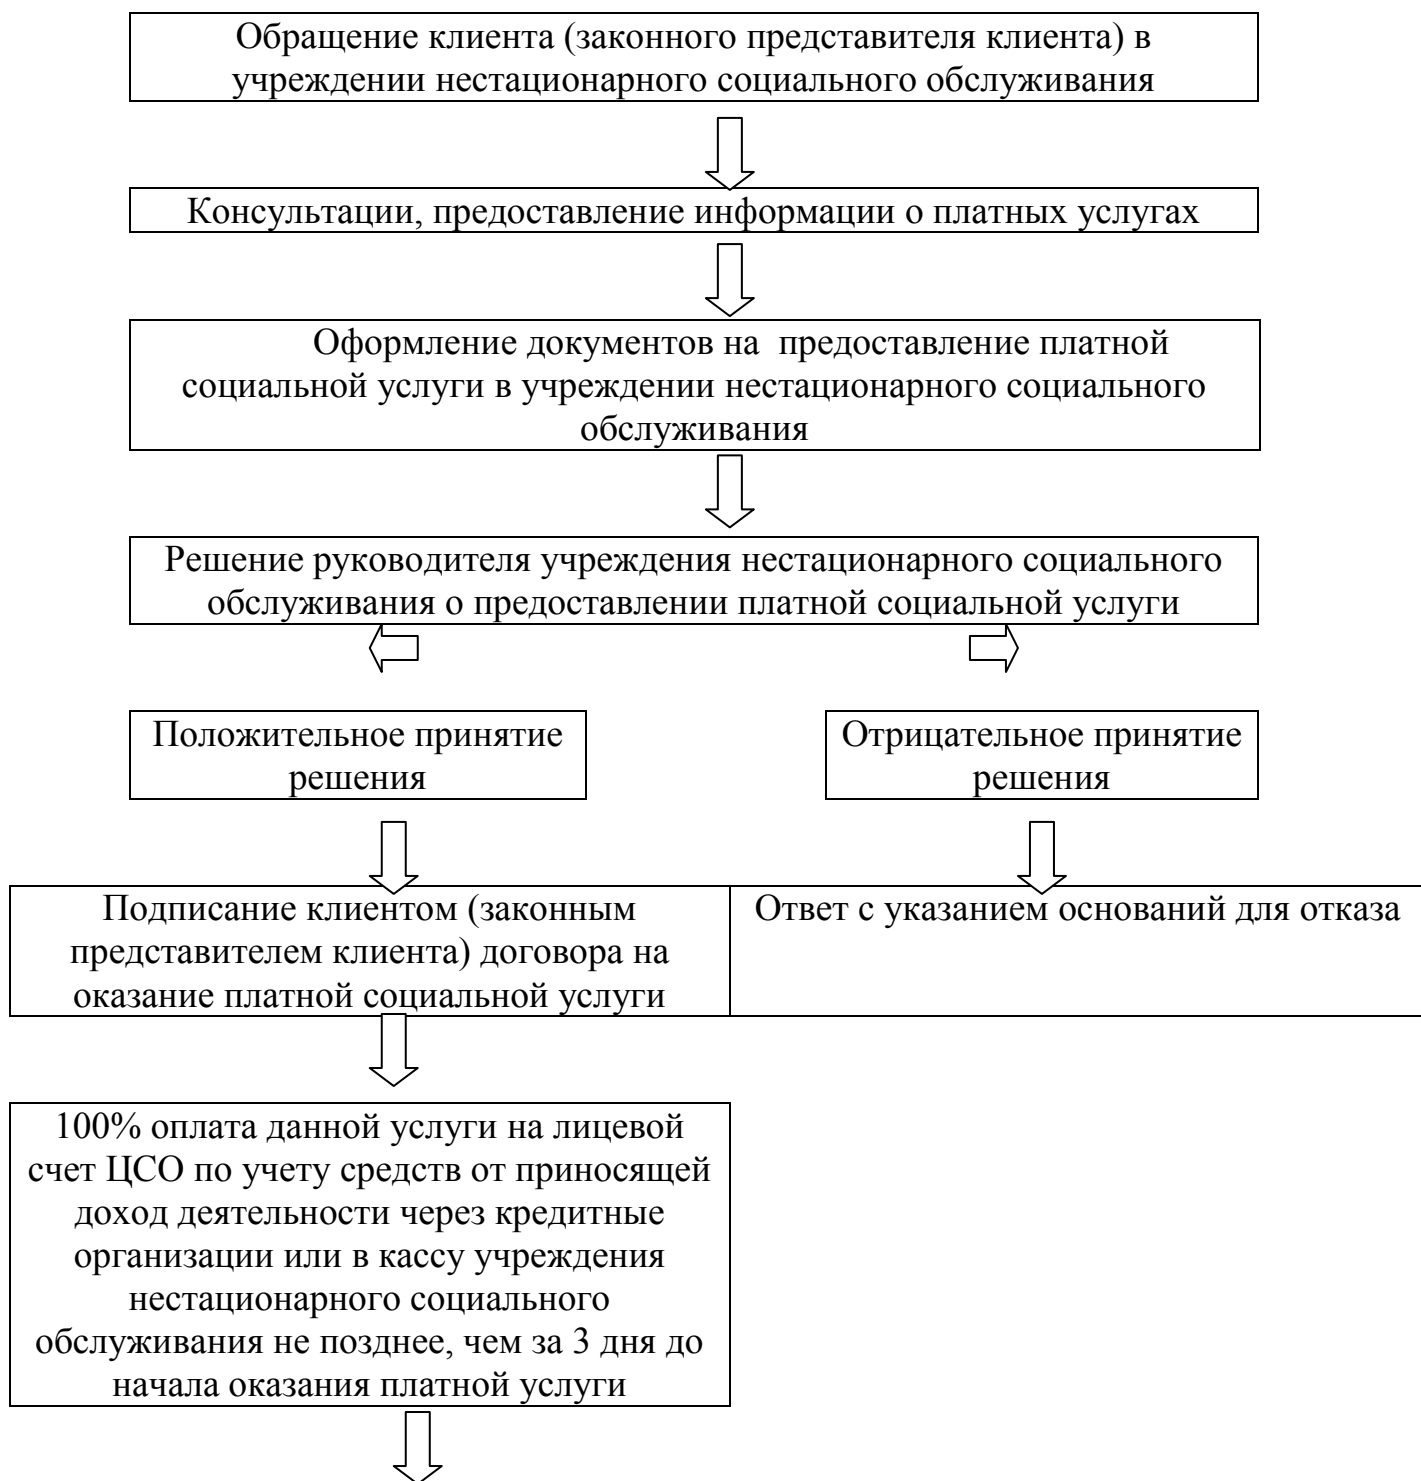 Обращение клиента (законного представителя клиента) в
учреждении нестационарного социального обслуживания
Консультации, предоставление информации о платных услугах
Оформление документов на предоставление платной
социальной услуги в учреждении нестационарного социального
обслуживания
Решение руководителя учреждения нестационарного социального
обслуживания о предоставлении платной социальной услуги
Положительное принятие
решения
Отрицательное принятие
решения
Подписание клиентом (законным
представителем клиента) договора на
оказание платной социальной услуги
Ответ с указанием оснований для отказа
100% оплата данной услуги на лицевой
счет ЦСО по учету средств от приносящей
доход деятельности через кредитные
организации или в кассу учреждения
нестационарного социального
обслуживания не позднее, чем за 3 дня до
начала оказания платной услуги